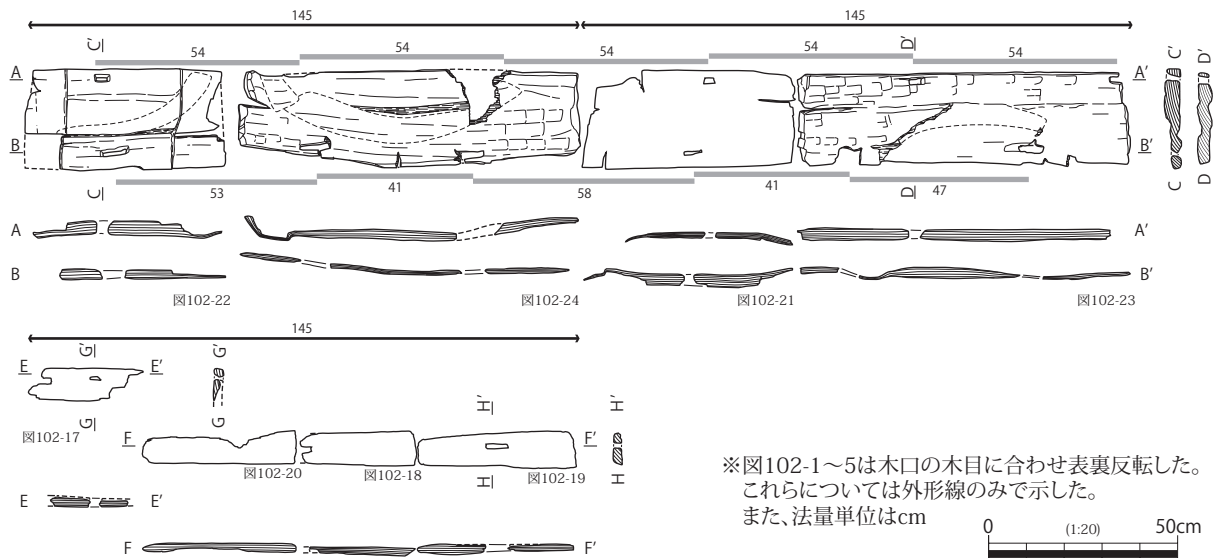 145
145
C'
54
54
54
D'
54
54
A
A'
B
B'
C C'
D D'
C
53
41
58
41
D
47
A
A'
B
B'
図102-22
図102-24
図102-21
図102-23
145
G'
E
E'
G G'
G
図102-17
H'
H H'
F
F'
図102-20
図102-18
図102-19
H
E
E'
F
F'
※図102-1～5は木口の木目に合わせ表裏反転した。
これらについては外形線のみで示した。
また、法量単位はcm
0 (1:20) 50cm